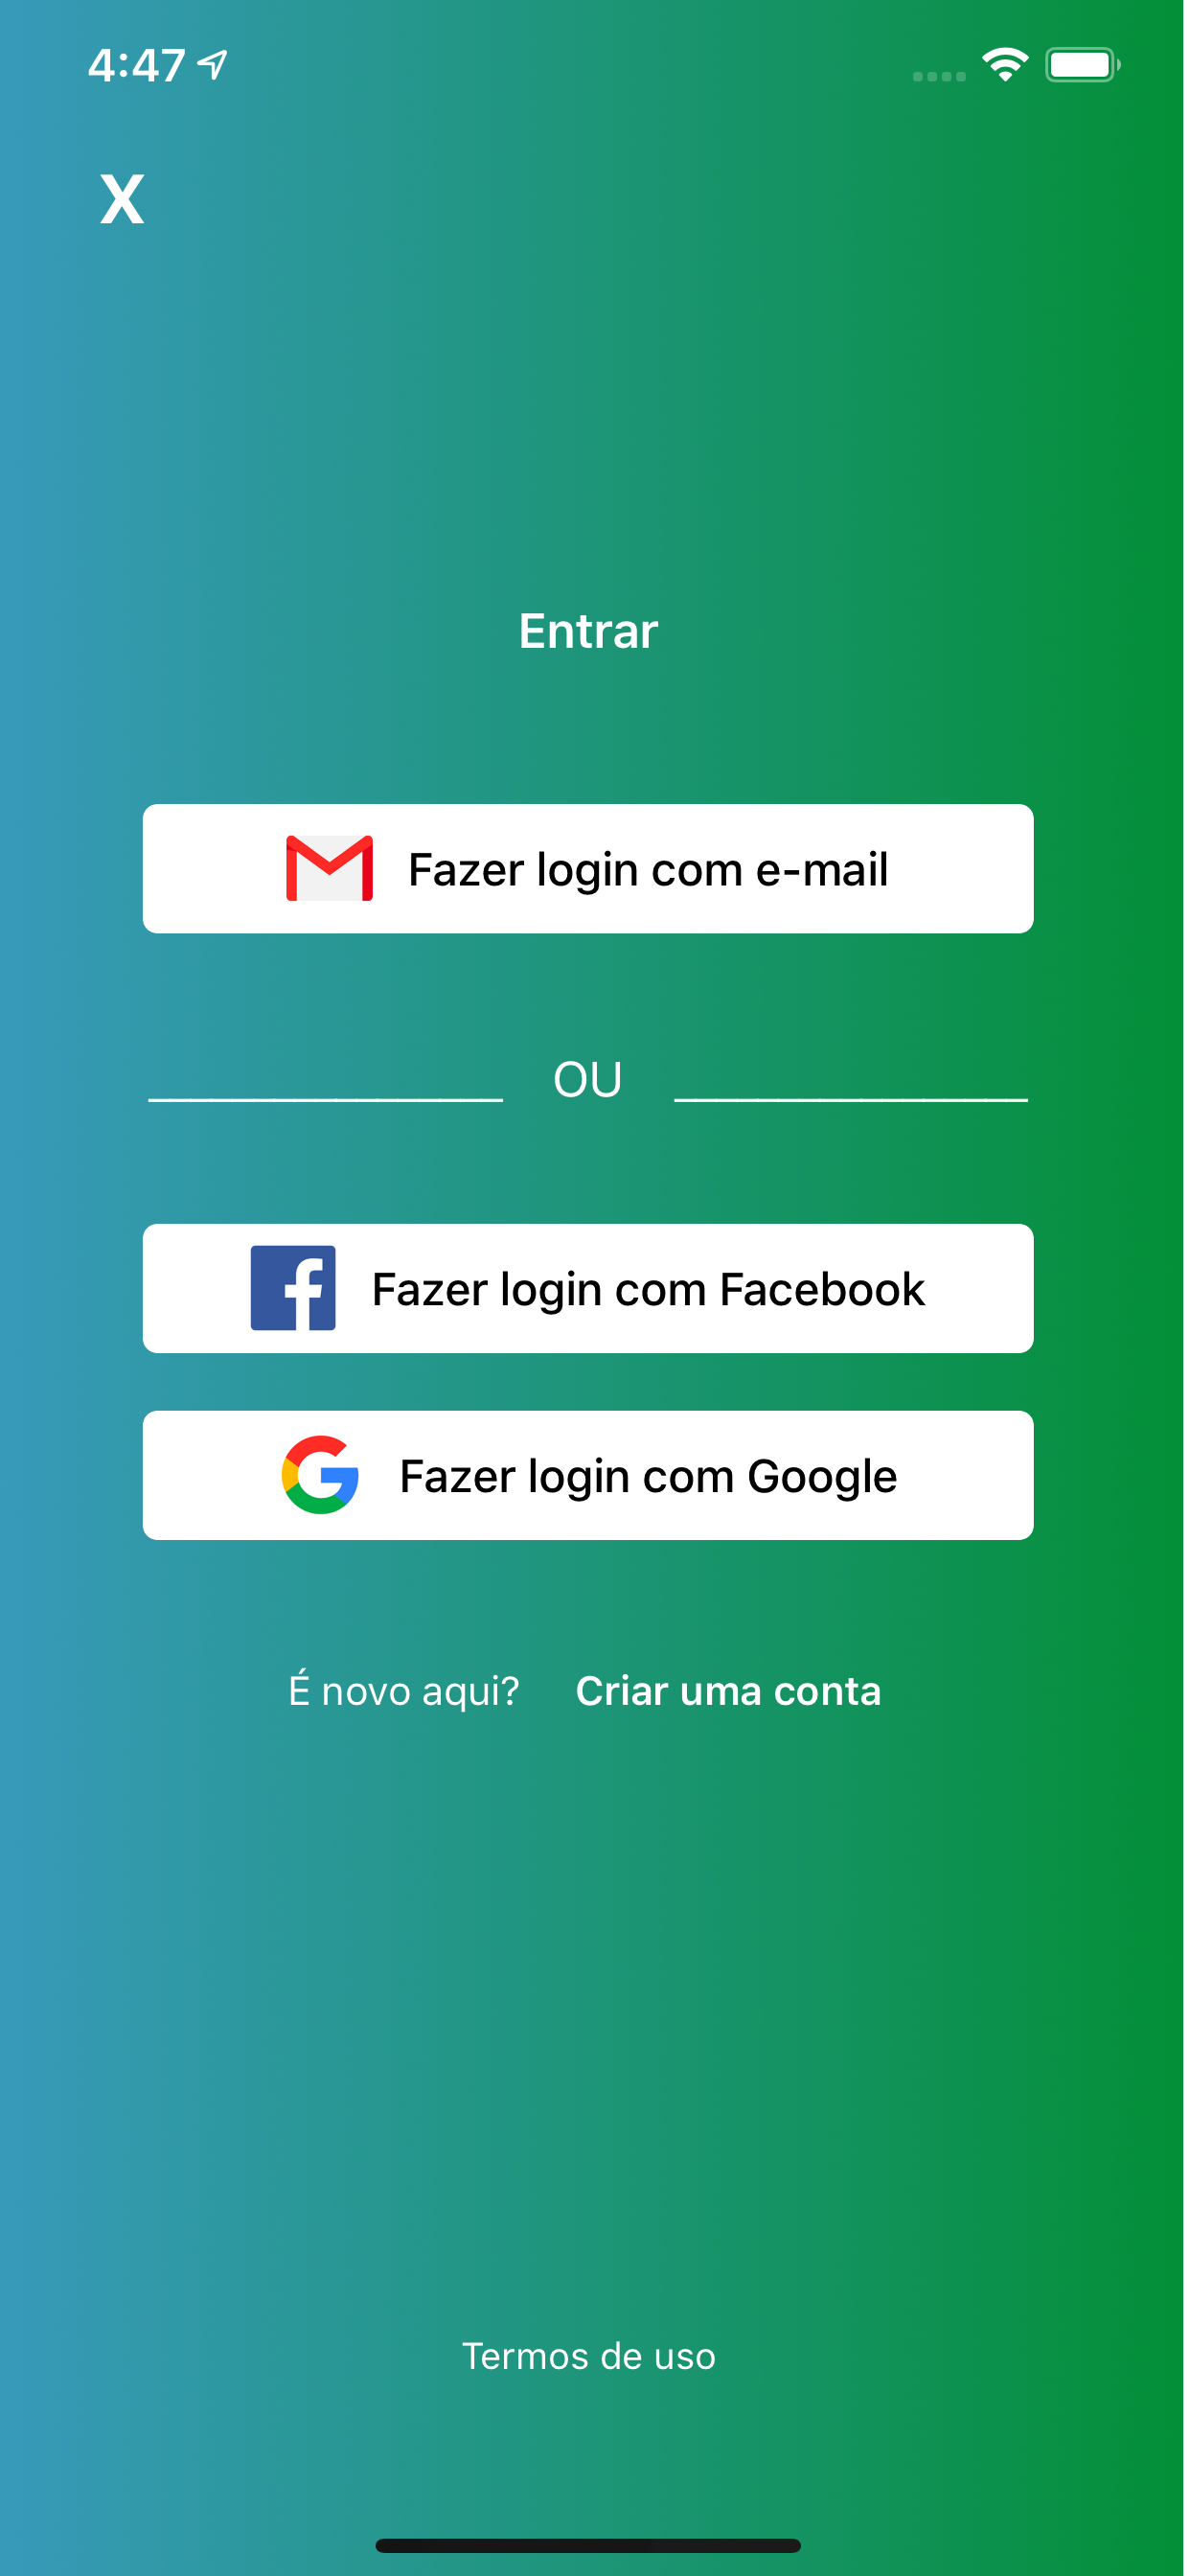 4:47
X
Entrar
Fazer login com e-mail
OU
Fazer login com Facebook
Fazer login com Google
É novo aqui? Criar uma conta
Termos de uso